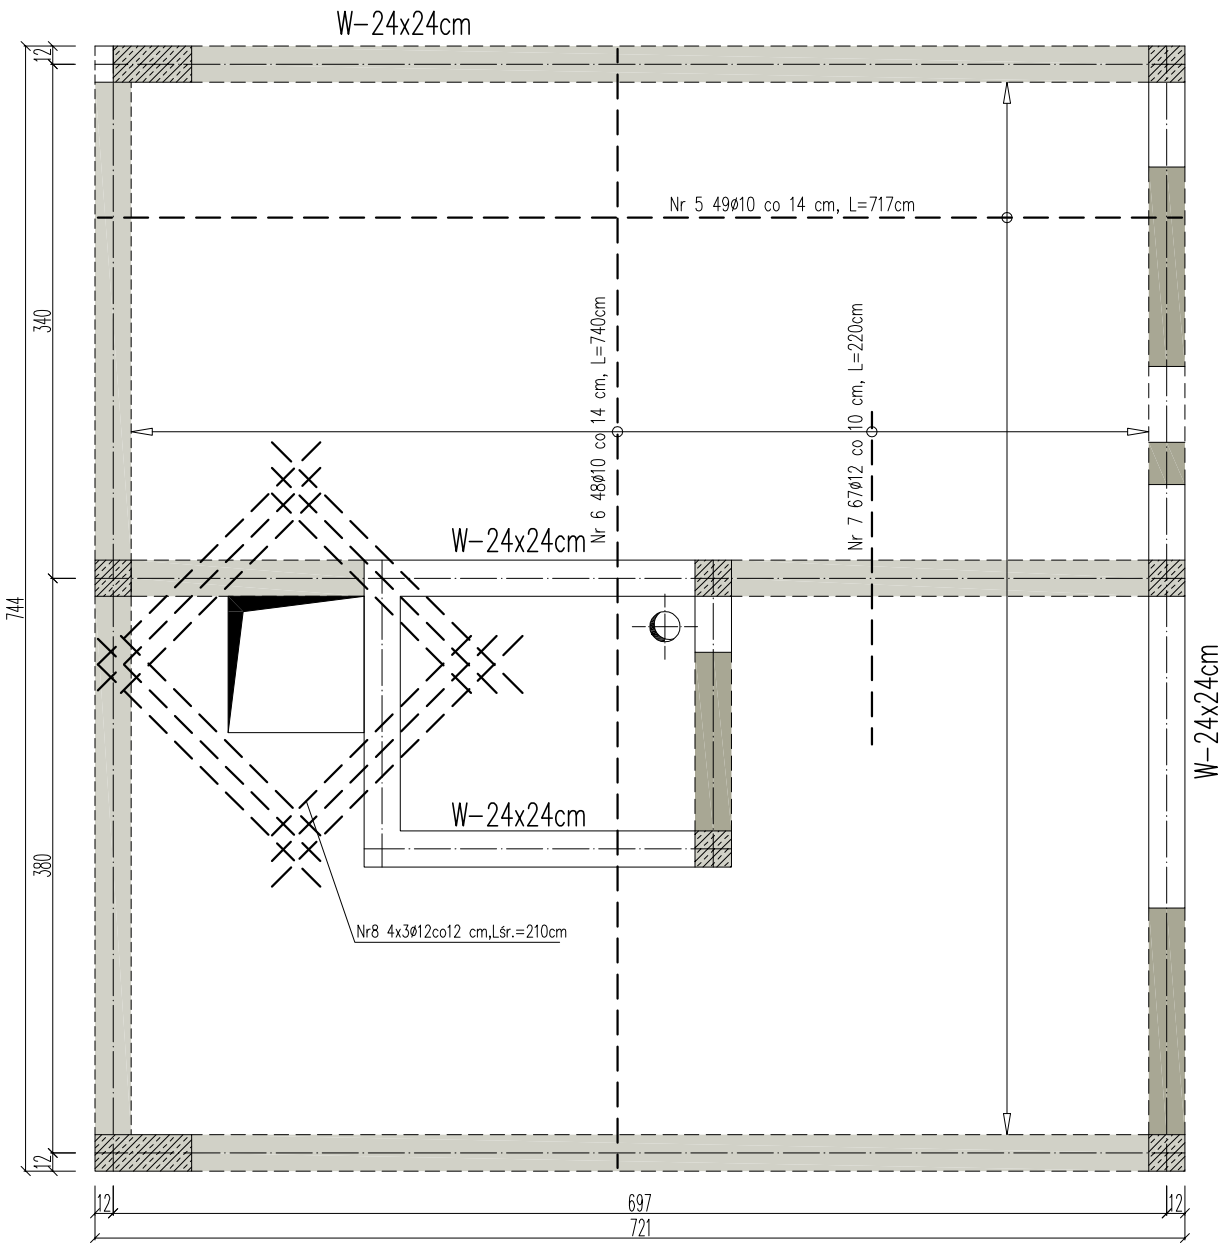 W-24x24cm
12
Nr 5 49ø10 co 14 cm, L=717cm
340
Nr 6 48ø10 co 14 cm, L=740cm
Nr 7 67ø12 co 10 cm, L=220cm
W-24x24cm
744
W-24x24cm
W-24x24cm
380
Nr8 4x3ø12co12 cm,Lśr.=210cm
12
12
697
12
721